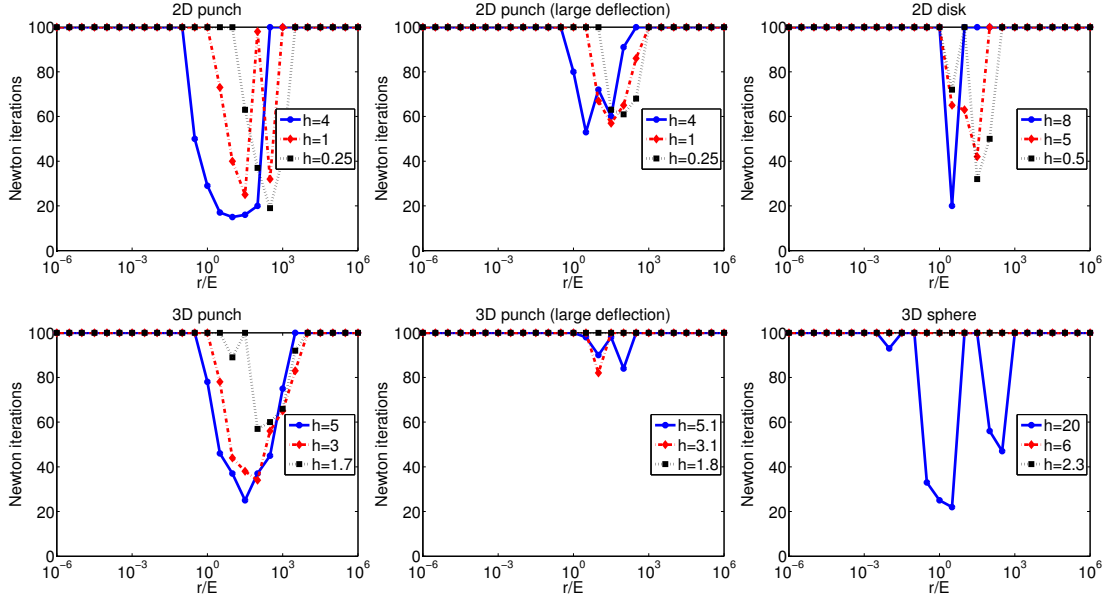 2D punch
100
80
60
40
20
0
Newton iterations
h=4
h=1
h=0.25
10^-6
10^-3
10^0
10^3
10^6
r/E
2D punch (large deflection)
100
80
60
40
20
0
Newton iterations
h=4
h=1
h=0.25
10^-6
10^-3
10^0
10^3
10^6
r/E
2D disk
100
80
60
40
20
0
Newton iterations
h=8
h=5
h=0.5
10^-6
10^-3
10^0
10^3
10^6
r/E
3D punch
100
80
60
40
20
0
Newton iterations
h=5
h=3
h=1.7
10^-6
10^-3
10^0
10^3
10^6
r/E
3D punch (large deflection)
100
80
60
40
20
0
Newton iterations
h=5.1
h=3.1
h=1.8
10^-6
10^-3
10^0
10^3
10^6
r/E
3D sphere
100
80
60
40
20
0
Newton iterations
h=20
h=6
h=2.3
10^-6
10^-3
10^0
10^3
10^6
r/E